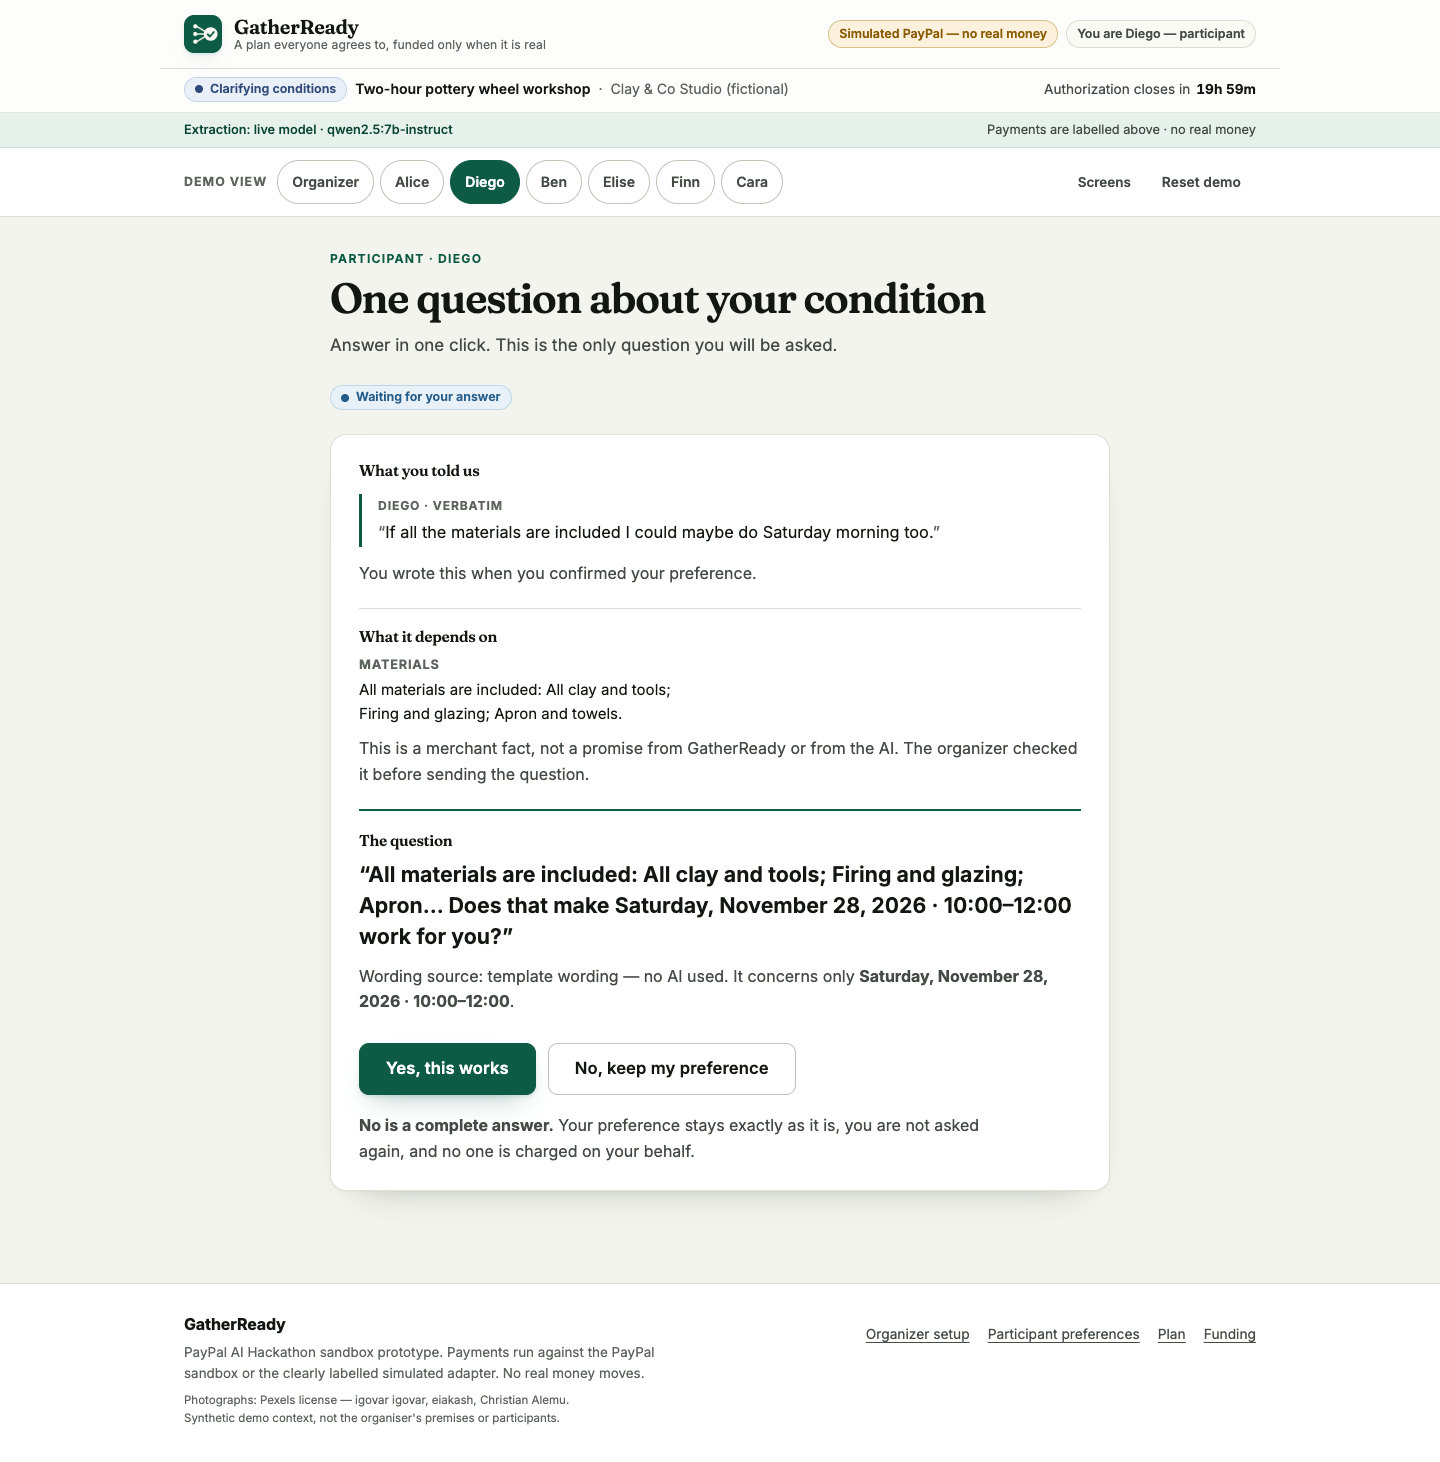 GatherReady
A plan everyone agrees to, funded only when it is real
Simulated PayPal — no real money
You are Diego — participant
Clarifying conditions
Two-hour pottery wheel workshop · Clay & Co Studio (fictional)
Authorization closes in 19h 59m
Extraction: live model · qwen2.5:7b-instruct
Payments are labelled above · no real money
DEMO VIEW
Organizer
Alice
Diego
Ben
Elise
Finn
Cara
Screens
Reset demo
PARTICIPANT · DIEGO
One question about your condition
Answer in one click. This is the only question you will be asked.
Waiting for your answer
What you told us
DIEGO · VERBATIM
“If all the materials are included I could maybe do Saturday morning too.”
You wrote this when you confirmed your preference.
What it depends on
MATERIALS
All materials are included: All clay and tools;
Firing and glazing; Apron and towels.
This is a merchant fact, not a promise from GatherReady or from the AI. The organizer checked
it before sending the question.
The question
“All materials are included: All clay and tools; Firing and glazing;
Apron… Does that make Saturday, November 28, 2026 · 10:00–12:00
work for you?”
Wording source: template wording — no AI used. It concerns only Saturday, November 28,
2026 · 10:00–12:00.
Yes, this works
No, keep my preference
No is a complete answer. Your preference stays exactly as it is, you are not asked
again, and no one is charged on your behalf.
GatherReady
PayPal AI Hackathon sandbox prototype. Payments run against the PayPal
sandbox or the clearly labelled simulated adapter. No real money moves.
Photographs: Pexels license — igovar igovar, eiakash, Christian Alemu.
Synthetic demo context, not the organiser's premises or participants.
Organizer setup
Participant preferences
Plan
Funding